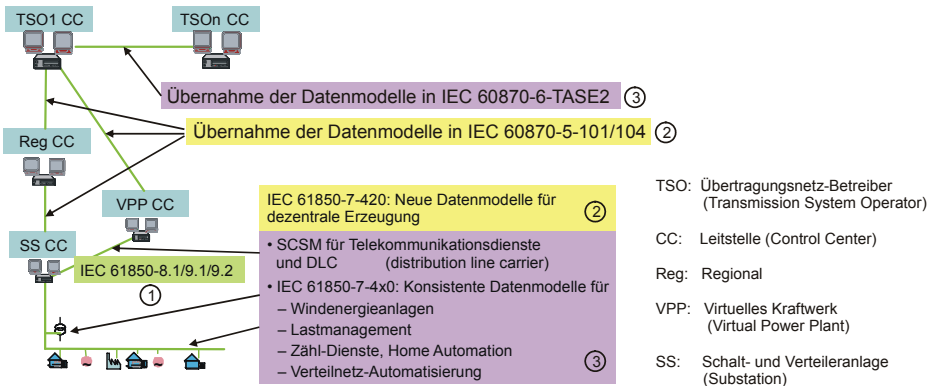 TSO1 CC
TSOn CC
Übernahme der Datenmodelle in IEC 60870-6-TASE2 3
Übernahme der Datenmodelle in IEC 60870-5-101/104 2
Reg CC
VPP CC
SS CC
IEC 61850-8.1/9.1/9.2
1
IEC 61850-7-420: Neue Datenmodelle für
dezentrale Erzeugung 2
• SCSM für Telekommunikationsdienste
und DLC (distribution line carrier)
• IEC 61850-7-4x0: Konsistente Datenmodelle für
– Windenergieanlagen
– Lastmanagement
– Zähl-Dienste, Home Automation
– Verteilnetz-Automatisierung
3
TSO: Übertragungsnetz-Betreiber
(Transmission System Operator)
CC: Leitstelle (Control Center)
Reg: Regional
VPP: Virtuelles Kraftwerk
(Virtual Power Plant)
SS: Schalt- und Verteileranlage
(Substation)